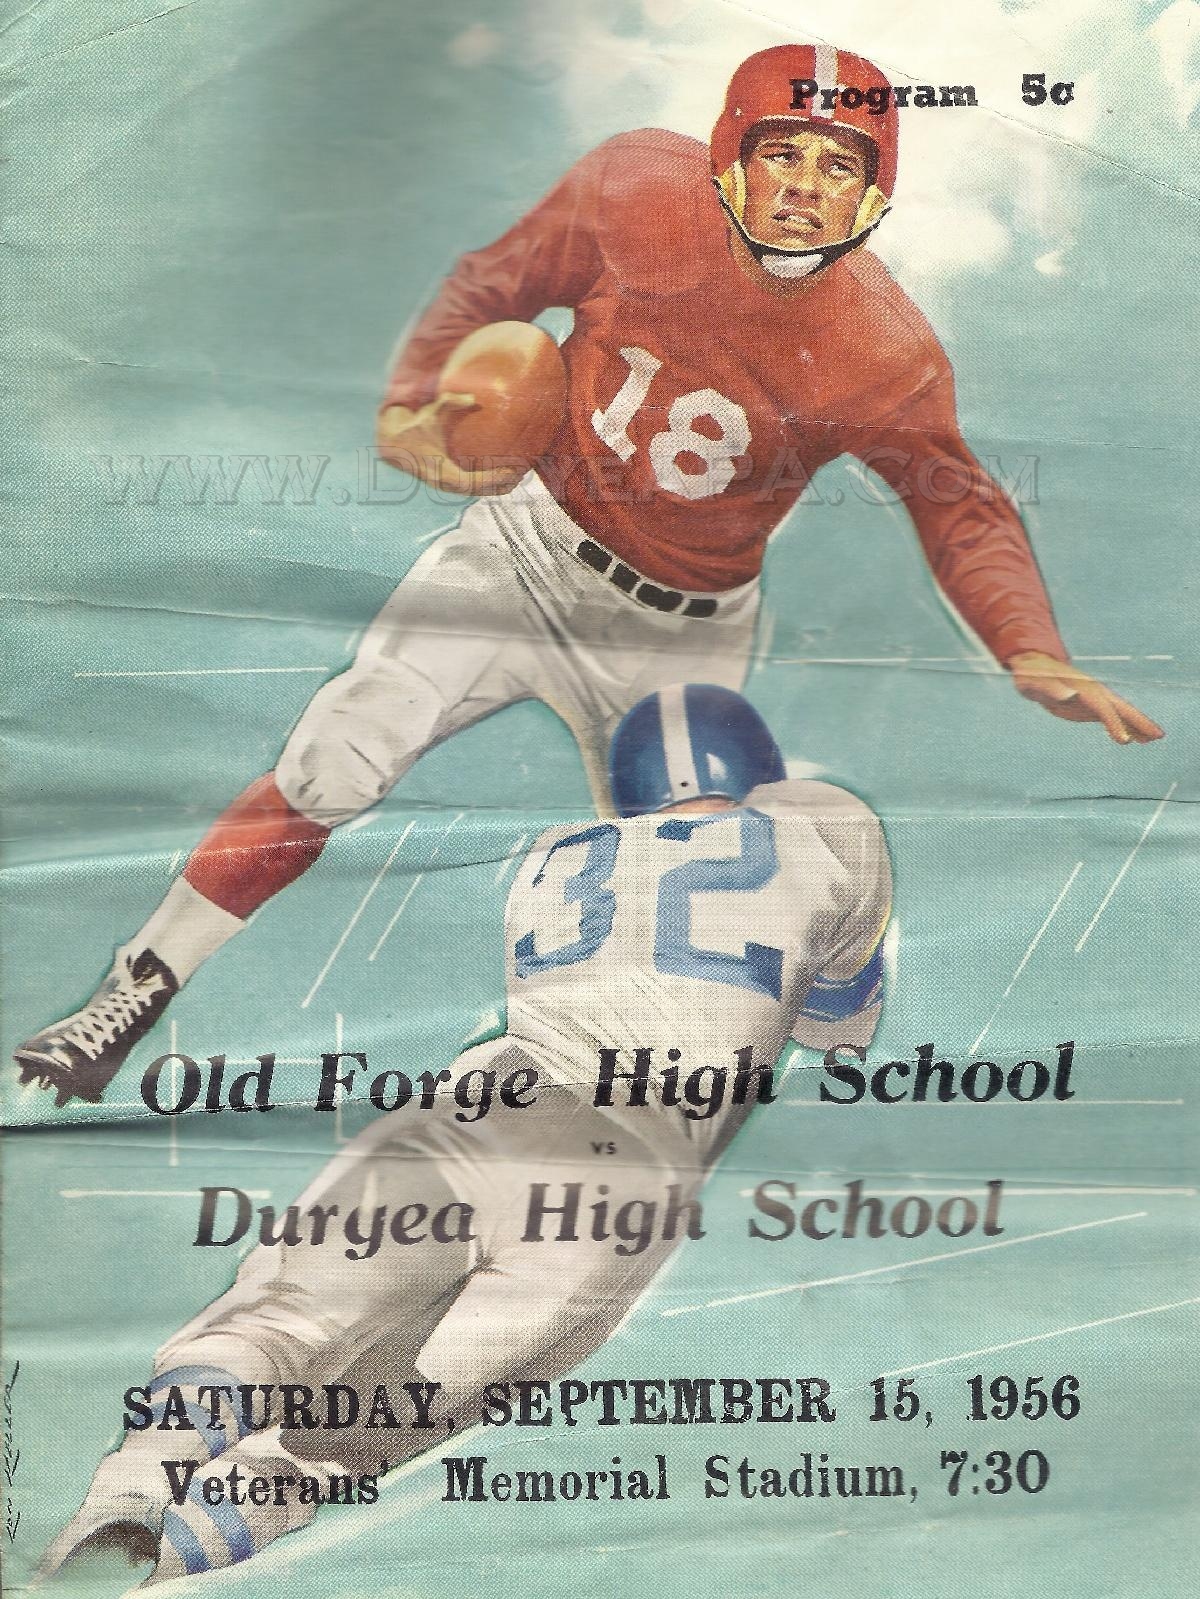 Program 5¢
18
www.DuryeaPA.Com
32
Old Forge High School
vs
Duryea High School
SATURDAY, SEPTEMBER 15, 1956
Veterans' Memorial Stadium, 7:30